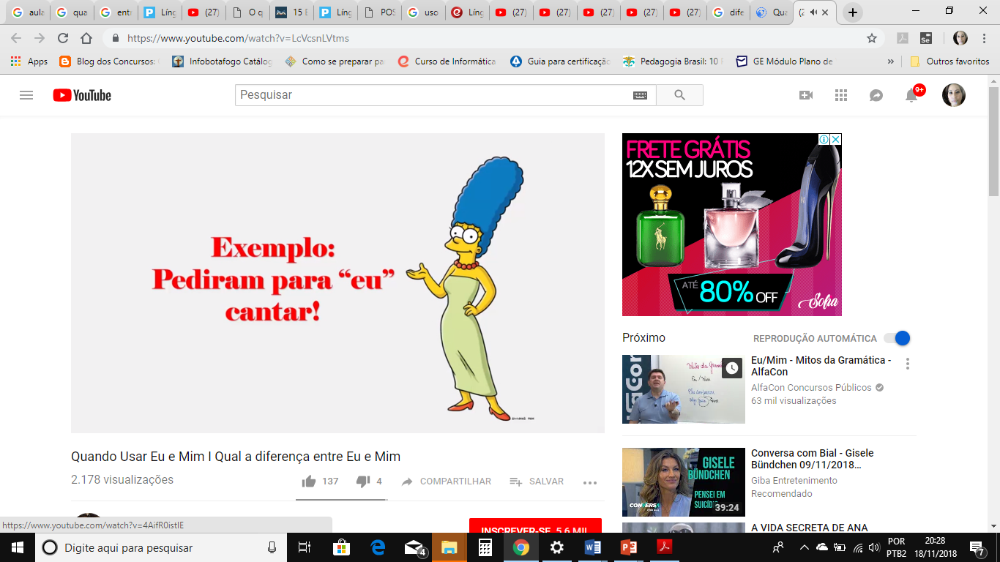 aula
qua
entr
Líng
(27)
O q
15 E
Líng
POS
uso
Líng
(27)
(27)
(27)
(27)
(27)
dife
Qua
(2
https://www.youtube.com/watch?v=LcVcsnLVtms
Apps
Blog dos Concursos:
Infobotafogo Catálog
Como se preparar pa
Curso de Informática
Guia para certificaçã
Pedagogia Brasil: 10
GE Módulo Plano de
»
Outros favoritos
YouTube
Pesquisar
9+
Exemplo:
Pediram para “eu”
cantar!
FRETE GRÁTIS
12X SEM JUROS
ATÉ 80% OFF
Sofia
Próximo
REPRODUÇÃO AUTOMÁTICA
Eu/Mim - Mitos da Gramática -
AlfaCon
AlfaCon Concursos Públicos
63 mil visualizações
Quando Usar Eu e Mim I Qual a diferença entre Eu e Mim
2.178 visualizações
137
4
COMPARTILHAR
SALVAR
GISELE
BÜNDCHEN
PENSEI EM
CONVERSA
39:24
Conversa com Bial - Gisele
Bündchen 09/11/2018…
Giba Entretenimento
Recomendado
A VIDA SECRETA DE ANA
https://www.youtube.com/watch?v=4AifR0istIE
INSCREVER-SE 5,6 MIL
Digite aqui para pesquisar
4
POR
PTB2
20:28
18/11/2018
7